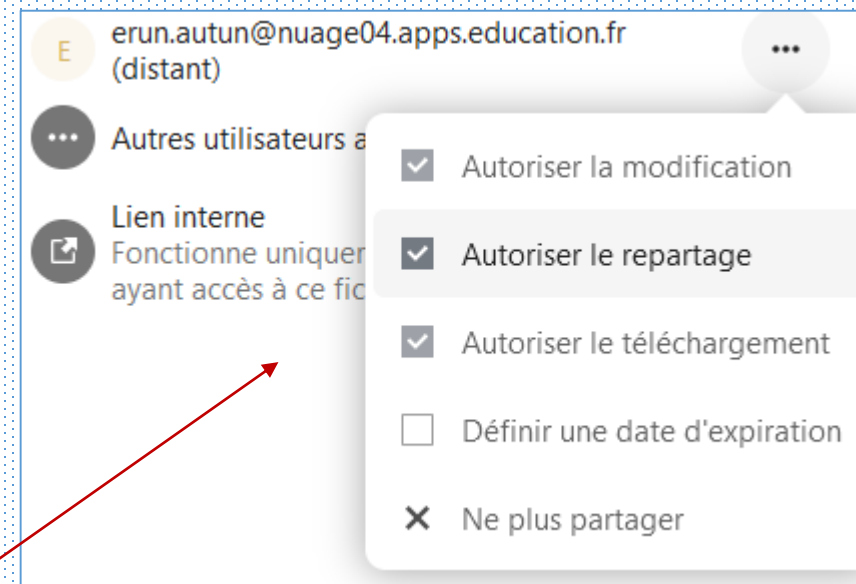 E
erun.autun@nuage04.apps.education.fr
(distant)
Autres utilisateurs a
Lien interne
Fonctionne uniquer
ayant accès à ce fic
Autoriser la modification
Autoriser le repartage
Autoriser le téléchargement
Définir une date d'expiration
Ne plus partager